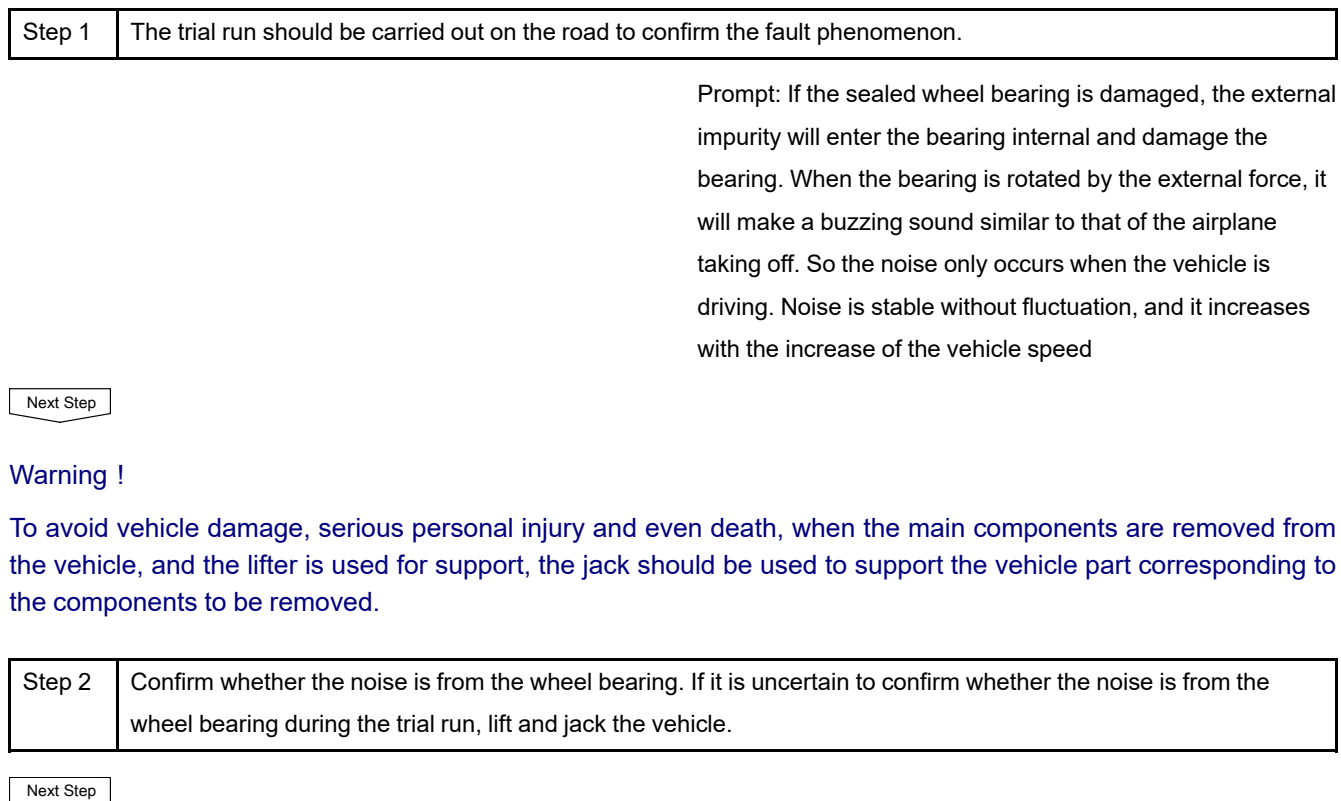 Step 1 The trial run should be carried out on the road to confirm the fault phenomenon.
Prompt: If the sealed wheel bearing is damaged, the external
impurity will enter the bearing internal and damage the
bearing. When the bearing is rotated by the external force, it
will make a buzzing sound similar to that of the airplane
taking off. So the noise only occurs when the vehicle is
driving. Noise is stable without fluctuation, and it increases
with the increase of the vehicle speed
Next Step
Warning！
To avoid vehicle damage, serious personal injury and even death, when the main components are removed from
the vehicle, and the lifter is used for support, the jack should be used to support the vehicle part corresponding to
the components to be removed.
Step 2 Confirm whether the noise is from the wheel bearing. If it is uncertain to confirm whether the noise is from the
wheel bearing during the trial run, lift and jack the vehicle.
Next Step